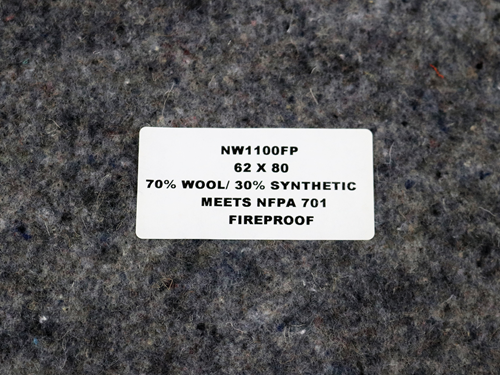 NW1100FP
62 X 80
70% WOOL/ 30% SYNTHETIC
MEETS NFPA 701
FIREPROOF